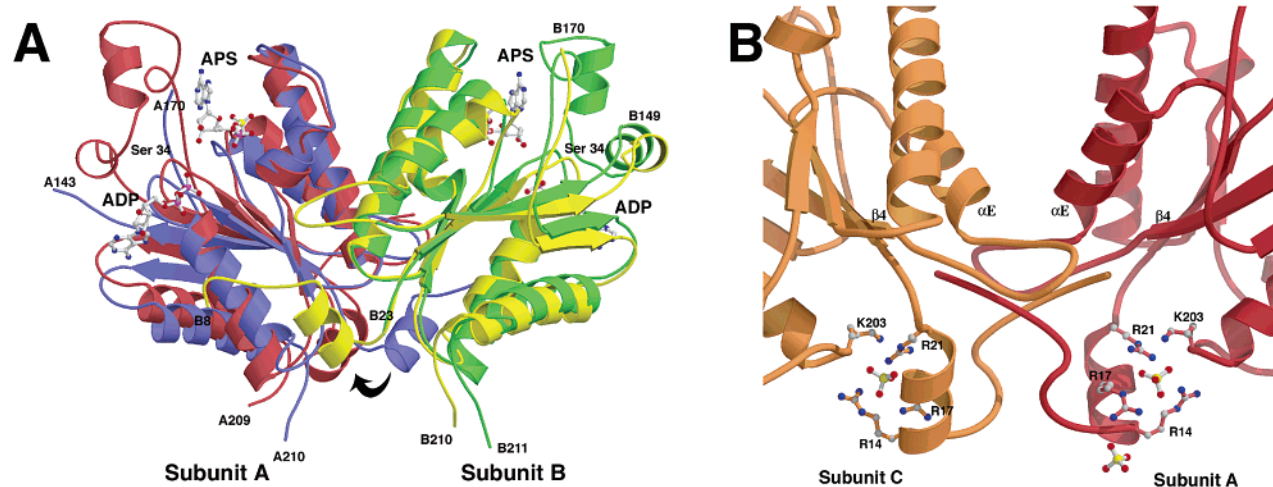 A
B
APS
B170
APS
A170
B149
Ser 34
Ser 34
A143
ADP
ADP
B8
B23
A209
A210
B210
B211
Subunit A
Subunit B
αE
αE
β4
β4
K203
R21
R21
K203
R17
R17
R14
R14
Subunit C
Subunit A